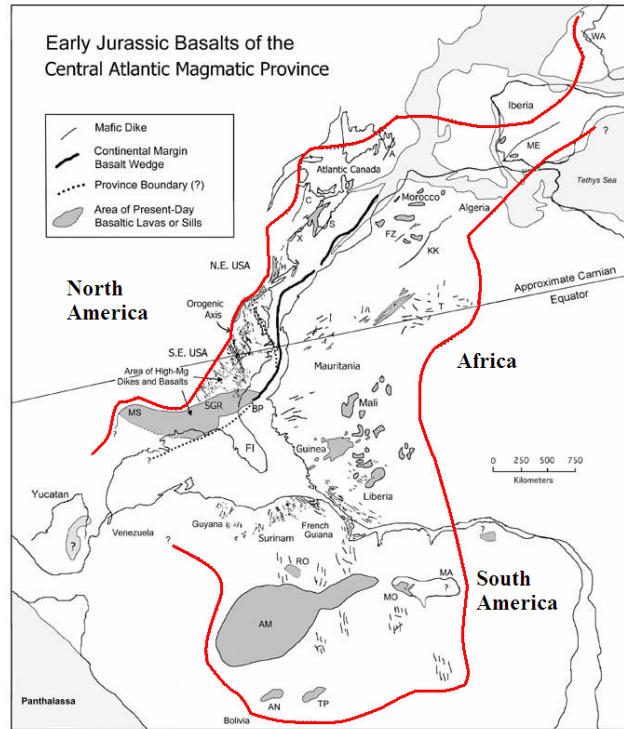 Early Jurassic Basalts of the
Central Atlantic Magmatic Province
Mafic Dike
Continental Margin
Basalt Wedge
Province Boundary (?)
Area of Present-Day
Basaltic Lavas or Sills
WA
Iberia
?
ME
Tethys Sea
A
Atlantic Canada
C
S
X
Morocco
Algeria
FZ
KK
N.E. USA
H
North
America
Orogenic
Axis
Approximate Carnian
Equator
T
S.E. USA
Area of High-Mg
Dikes and Basalts
Mauritania
Africa
MS
SGR
BP
Mali
?
?
FI
Guinea
0 250 500 750
Kilometers
Liberia
Yucatan
?
Venezuela
?
Guyana
Surinam
French
Guiana
?
RO
MA
?
MO
South
America
AM
AN
TP
Bolivia
Panthalassa